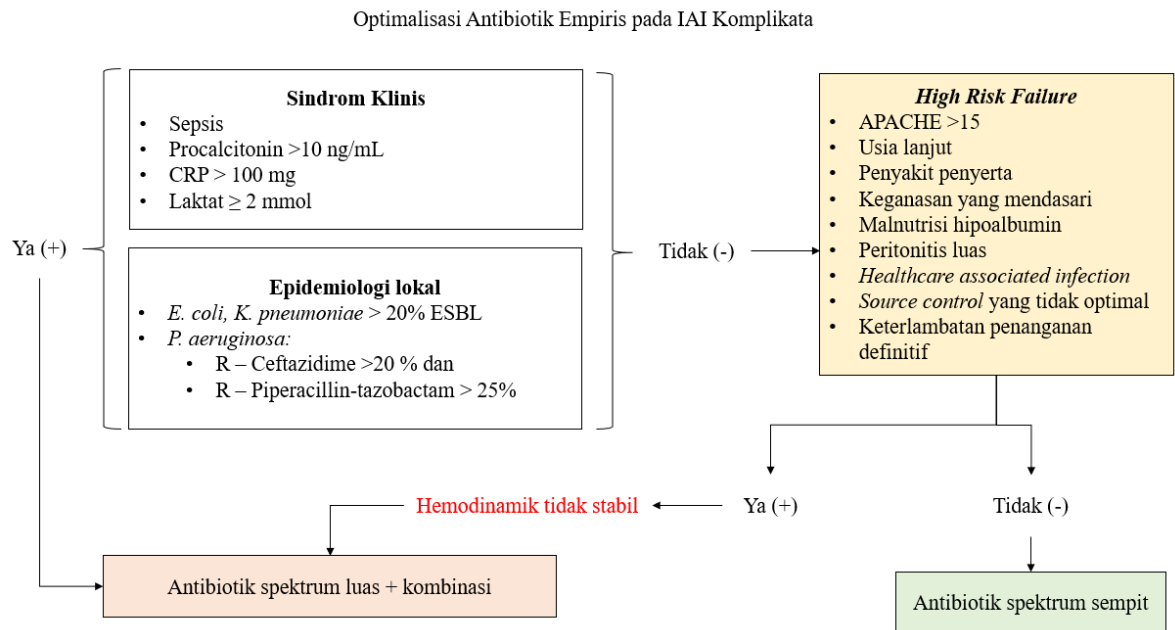 Optimalisasi Antibiotik Empiris pada IAI Komplikata
Sindrom Klinis
• Sepsis
• Procalcitonin >10 ng/mL
• CRP > 100 mg
• Laktat ≥ 2 mmol
Ya (+)
Epidemiologi lokal
• E. coli, K. pneumoniae > 20% ESBL
• P. aeruginosa:
• R – Ceftazidime >20 % dan
• R – Piperacillin-tazobactam > 25%
Tidak (-)
High Risk Failure
• APACHE >15
• Usia lanjut
• Penyakit penyerta
• Keganasan yang mendasari
• Malnutrisi hipoalbumin
• Peritonitis luas
• Healthcare associated infection
• Source control yang tidak optimal
• Keterlambatan penanganan
definitif
Hemodinamik tidak stabil
Ya (+)
Tidak (-)
Antibiotik spektrum luas + kombinasi
Antibiotik spektrum sempit